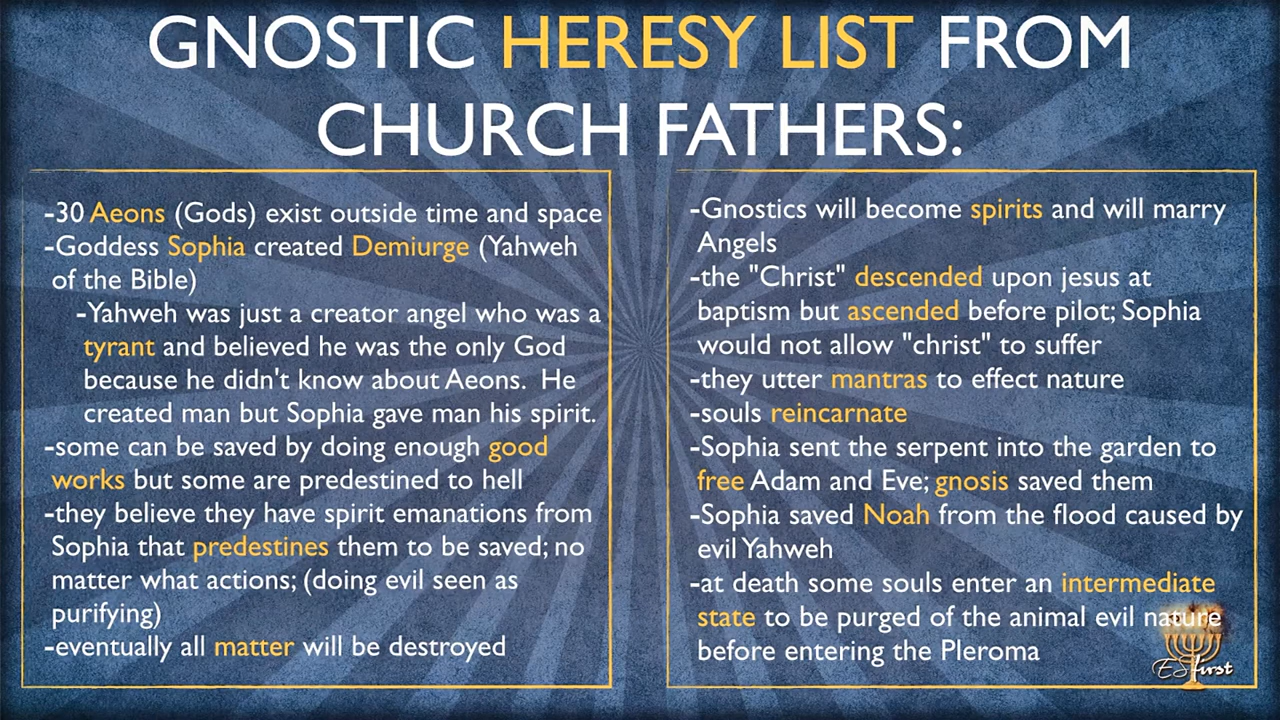 GNOSTIC HERESY LIST FROM
CHURCH FATHERS:
-30 Aeons (Gods) exist outside time and space
-Goddess Sophia created Demiurge (Yahweh
of the Bible)
-Yahweh was just a creator angel who was a
tyrant and believed he was the only God
because he didn't know about Aeons. He
created man but Sophia gave man his spirit.
-some can be saved by doing enough good
works but some are predestined to hell
-they believe they have spirit emanations from
Sophia that predestines them to be saved; no
matter what actions; (doing evil seen as
purifying)
-eventually all matter will be destroyed
-Gnostics will become spirits and will marry
Angels
-the "Christ" descended upon jesus at
baptism but ascended before pilot; Sophia
would not allow "christ" to suffer
-they utter mantras to effect nature
-souls reincarnate
-Sophia sent the serpent into the garden to
free Adam and Eve; gnosis saved them
-Sophia saved Noah from the flood caused by
evil Yahweh
-at death some souls enter an intermediate
state to be purged of the animal evil nature
before entering the Pleroma
ESfirst